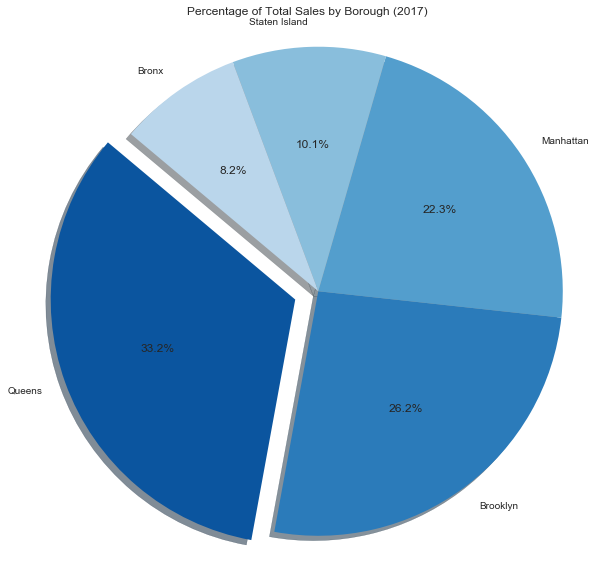 Percentage of Total Sales by Borough (2017)
Staten Island
Bronx
Manhattan
10.1%
8.2%
22.3%
33.2%
Queens
26.2%
Brooklyn